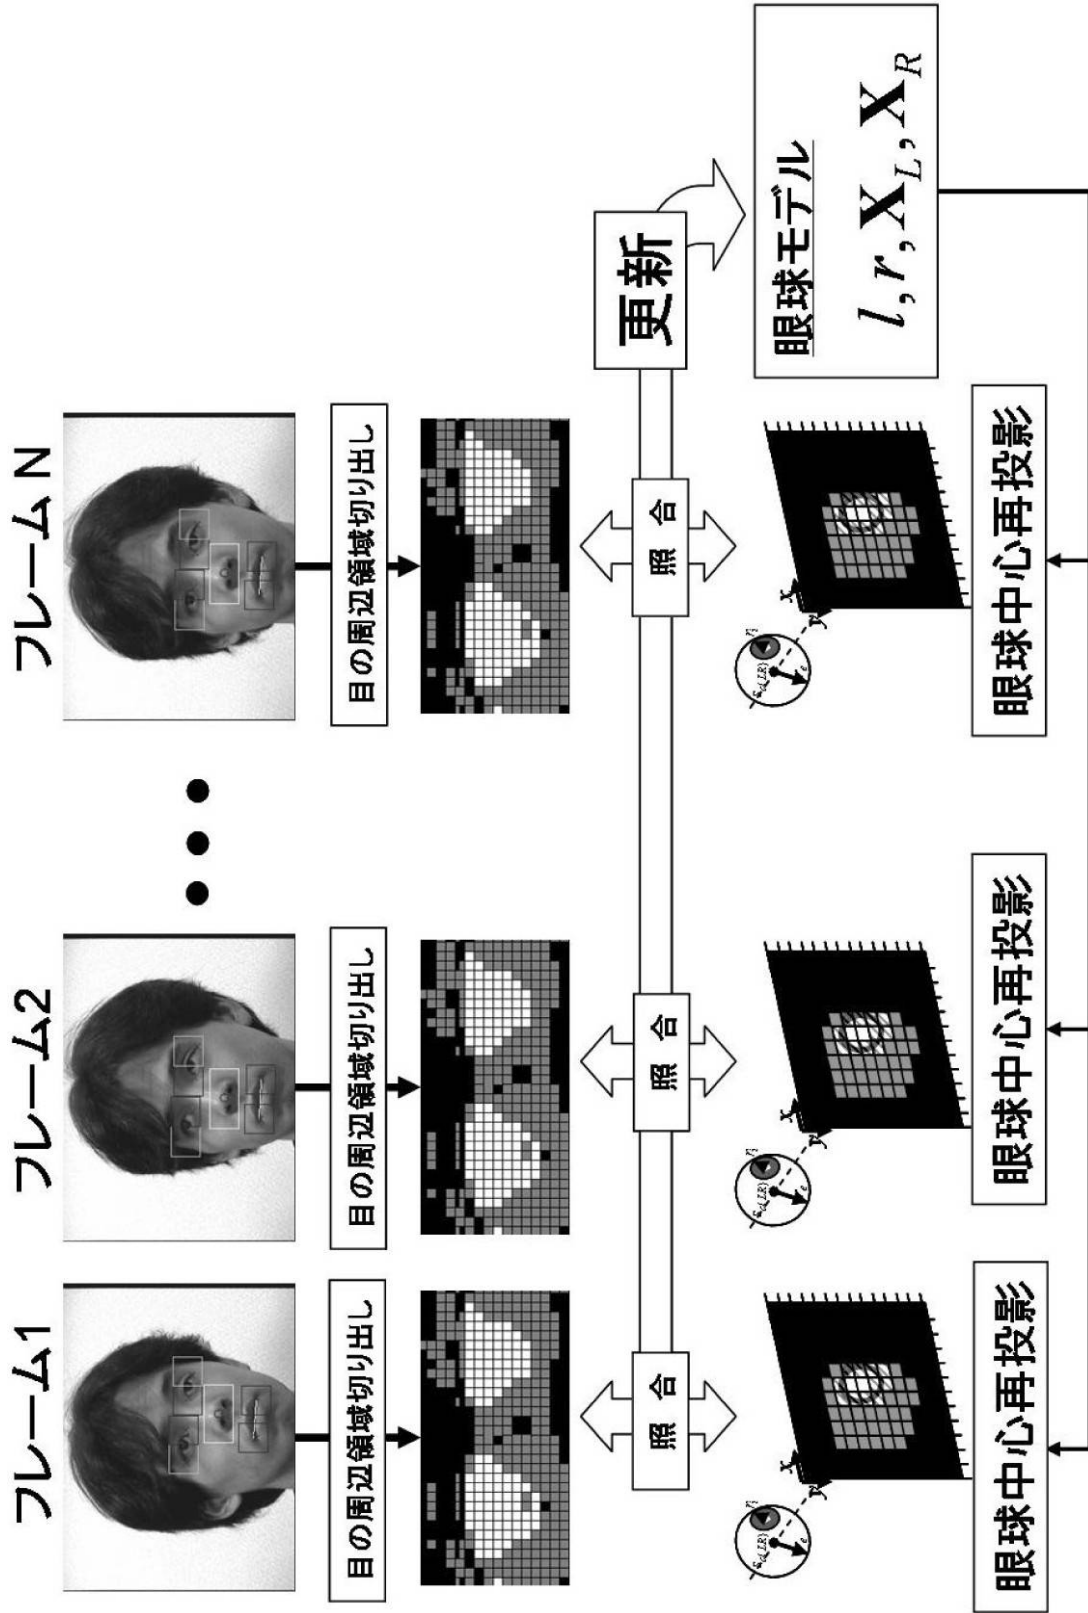 フレーム1
フレーム2
フレーム N
目の周辺領域切り出し
目の周辺領域切り出し
目の周辺領域切り出し
照合
照合
照合
更新
眼球モデル
l, r, X_L, X_R
x
y
x
y
x
y
眼球中心再投影
眼球中心再投影
眼球中心再投影